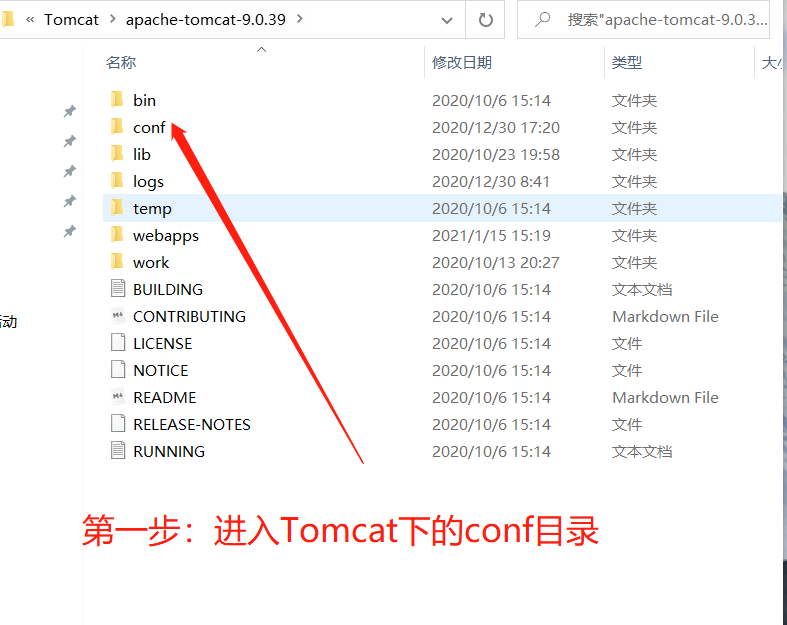 « Tomcat > apache-tomcat-9.0.39 >
搜索"apache-tomcat-9.0.3...
名称 修改日期 类型
bin 2020/10/6 15:14 文件夹
conf 2020/12/30 17:20 文件夹
lib 2020/10/23 19:58 文件夹
logs 2020/12/30 8:41 文件夹
temp 2020/10/6 15:14 文件夹
webapps 2021/1/15 15:19 文件夹
work 2020/10/13 20:27 文件夹
BUILDING 2020/10/6 15:14 文本文档
CONTRIBUTING 2020/10/6 15:14 Markdown File
LICENSE 2020/10/6 15:14 文件
NOTICE 2020/10/6 15:14 文件
README 2020/10/6 15:14 Markdown File
RELEASE-NOTES 2020/10/6 15:14 文件
RUNNING 2020/10/6 15:14 文本文档
动
第一步：进入Tomcat下的conf目录